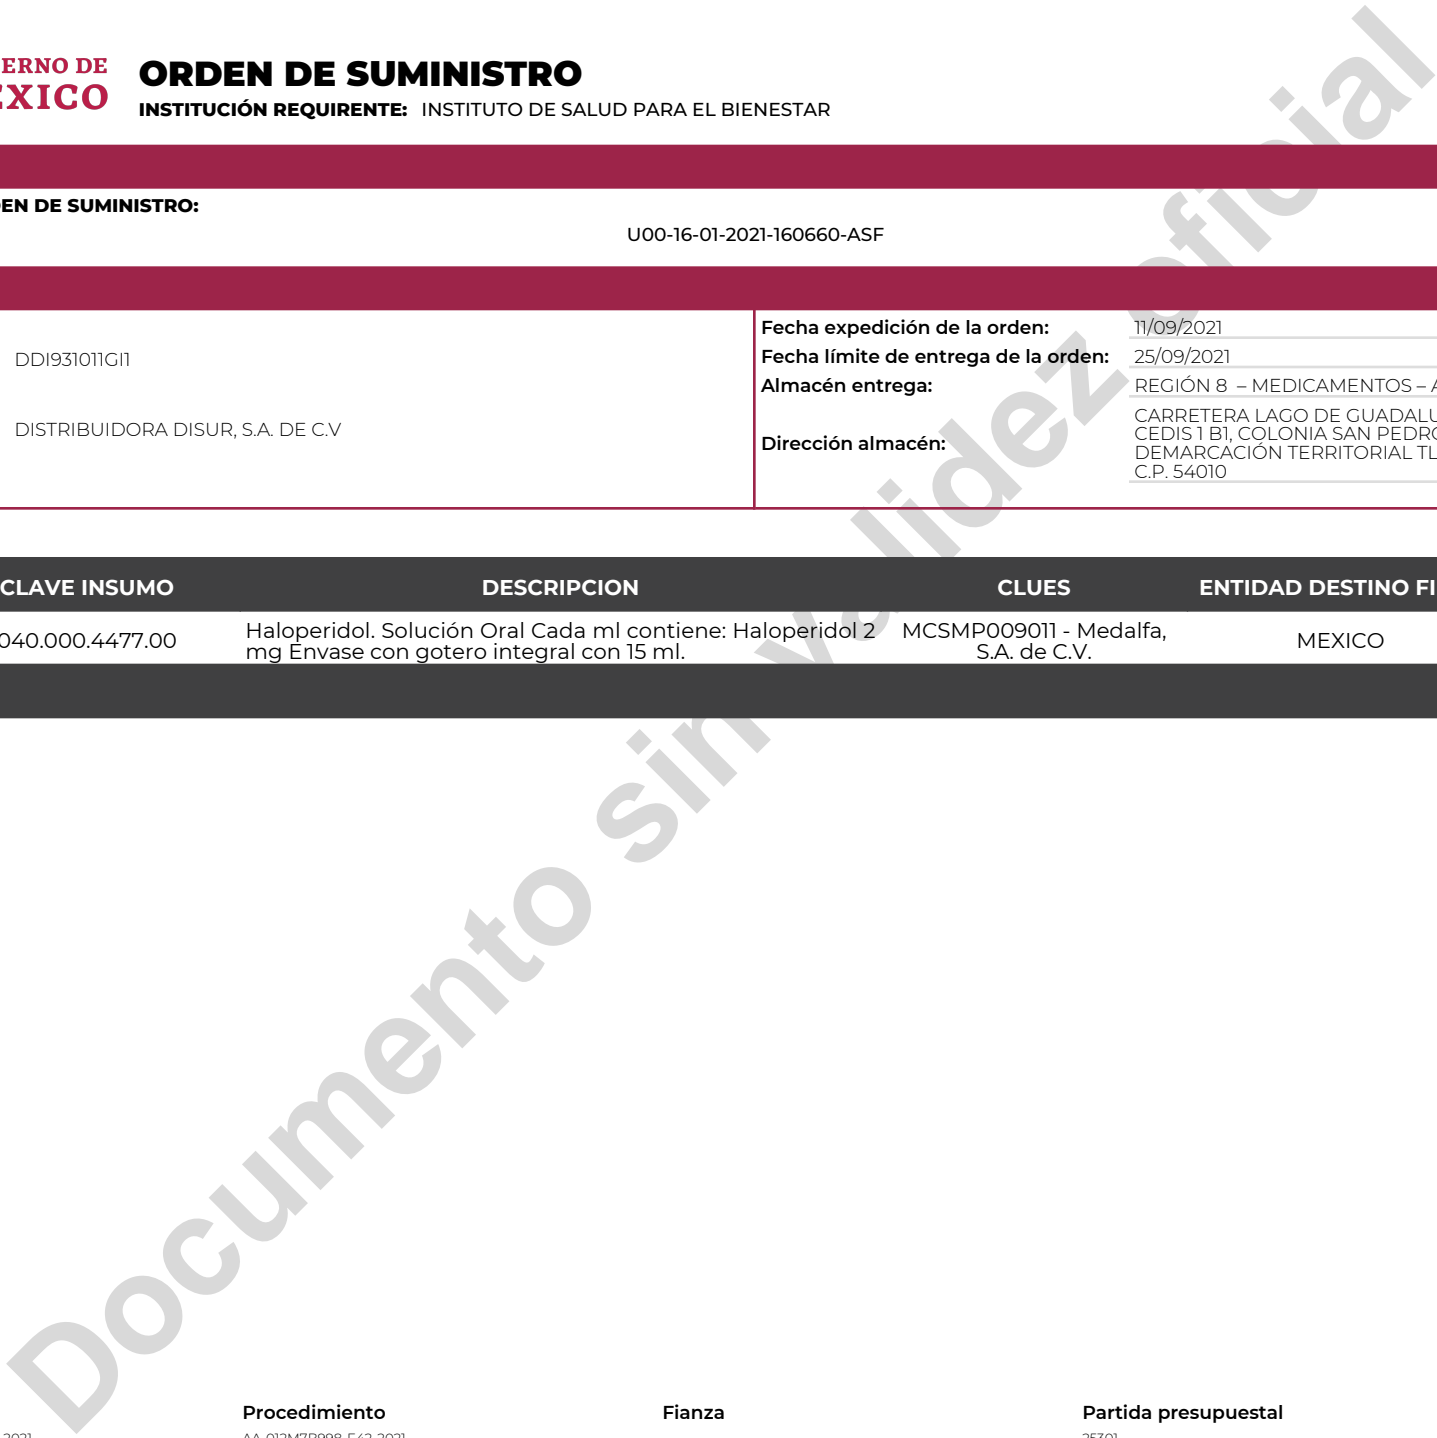 ERNO DE
ÉXICO
ORDEN DE SUMINISTRO
INSTITUCIÓN REQUIRENTE: INSTITUTO DE SALUD PARA EL BIENESTAR
EN DE SUMINISTRO:
U00-16-01-2021-160660-ASF
DDI931011GI1
DISTRIBUIDORA DISUR, S.A. DE C.V
Fecha expedición de la orden: 11/09/2021
Fecha límite de entrega de la orden: 25/09/2021
Almacén entrega: REGIÓN 8 – MEDICAMENTOS – A
Dirección almacén:
CARRETERA LAGO DE GUADALU
CEDIS 1 B1, COLONIA SAN PEDRO
DEMARCACIÓN TERRITORIAL TL
C.P. 54010
CLAVE INSUMO DESCRIPCION CLUES ENTIDAD DESTINO FI
040.000.4477.00
Haloperidol. Solución Oral Cada ml contiene: Haloperidol 2
mg Envase con gotero integral con 15 ml.
MCSMP009011 - Medalfa,
S.A. de C.V.
MEXICO
Documento sin validez oficial
Procedimiento Fianza Partida presupuestal